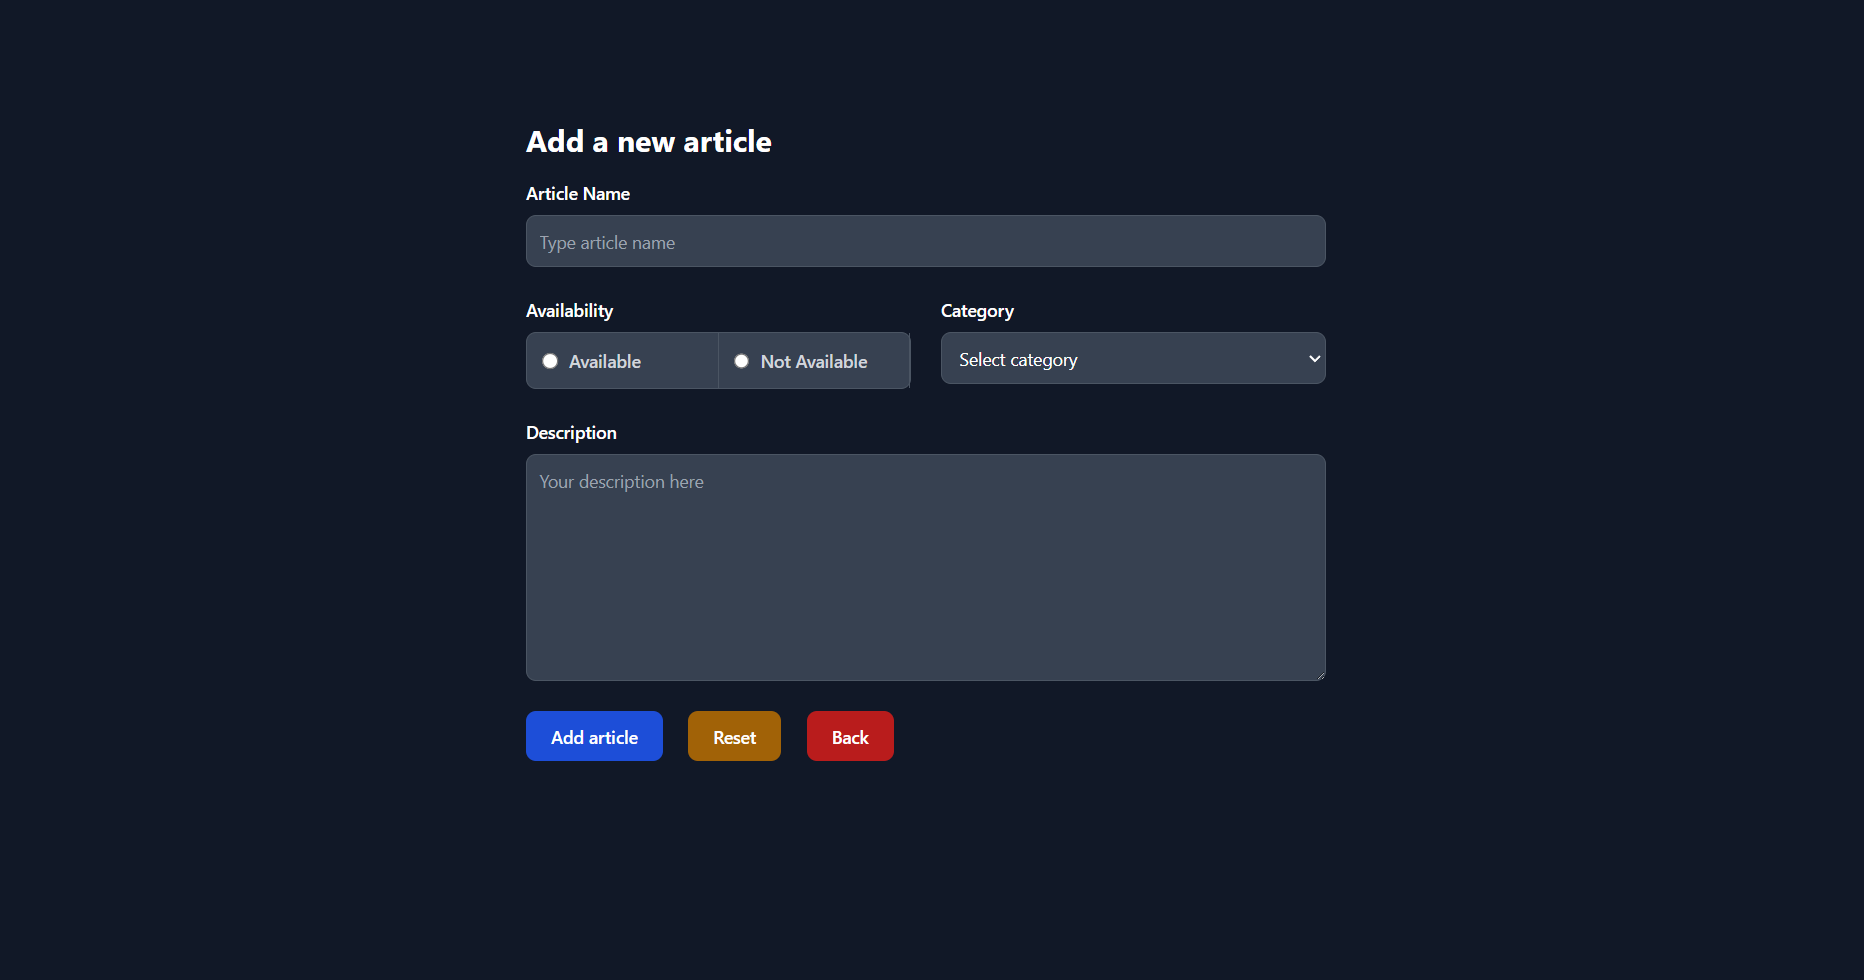 Add a new article
Article Name
Type article name
Availability
Category
Available
Not Available
Select category
Description
Your description here
Add article
Reset
Back